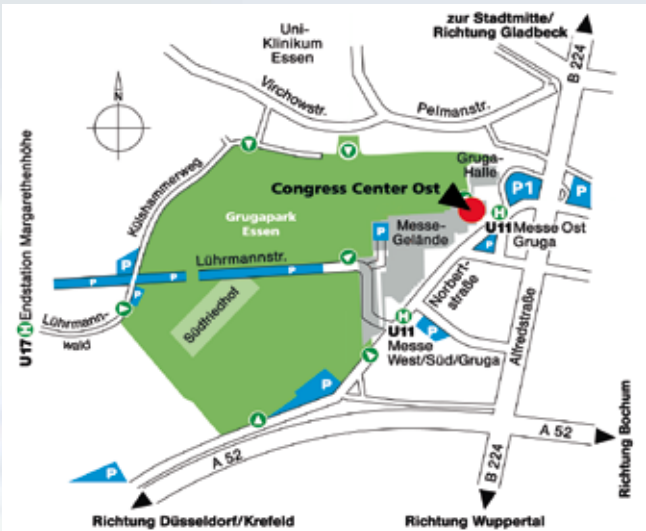 zur Stadtmitte/
Richtung Gladbeck
Uni-
Klinikum
Essen
B 224
N
Virchowstr.
Pelmanstr.
Gruga-
Halle
Külshammerweg
Congress Center Ost
P1
P
H
Grugapark
Essen
P
Messe-
Gelände
U11 Messe Ost
Gruga
P
U17 H Endstation Margarethenhöhe
P
Lührmannstr.
P
P
P
P
Norbert-
straße
Lührmann-
wald
Südfriedhof
H
P
U11
Messe
West/Süd/Gruga
Alfredstraße
P
A 52
A 52
P
B 224
Richtung Bochum
Richtung Düsseldorf/Krefeld
Richtung Wuppertal